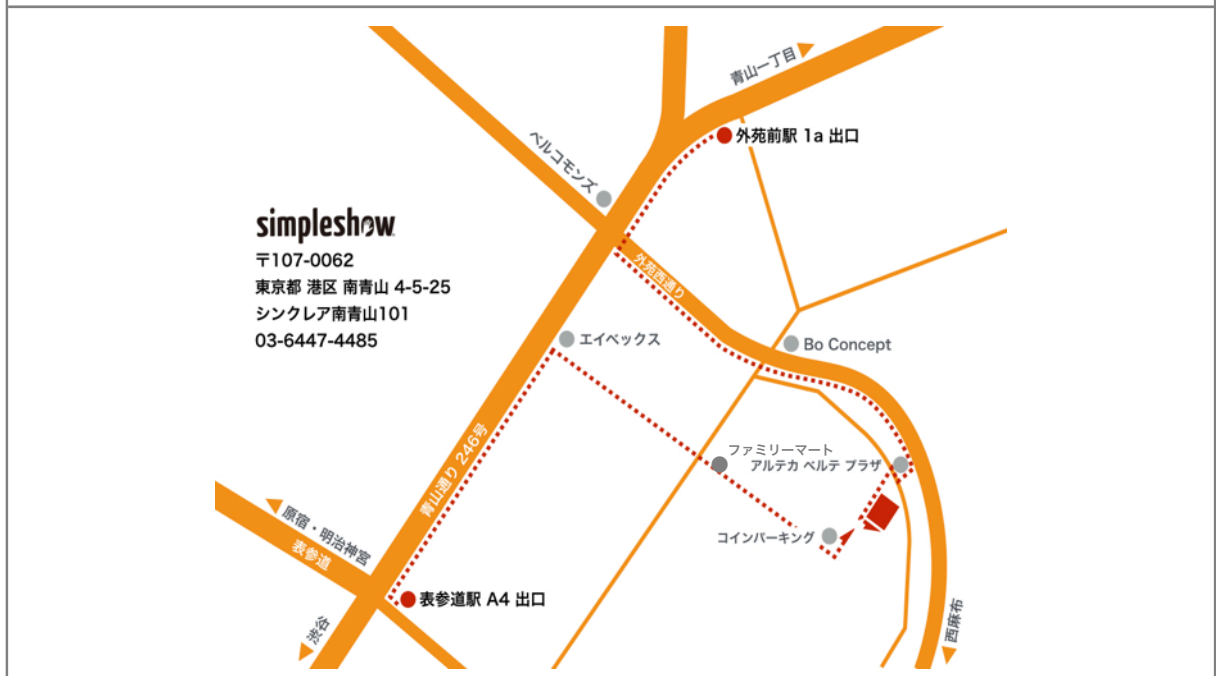 青山一丁目
外苑前駅 1a 出口
ベルコモンズ
simpleshow
〒107-0062
東京都 港区 南青山 4-5-25
シンクレア南青山101
03-6447-4485
外苑西通り
エイベックス
Bo Concept
青山通り 246号
ファミリーマート
アルテカ ベルテ プラザ
コインパーキング
原宿・明治神宮
表参道
表参道駅 A4 出口
渋谷
西麻布